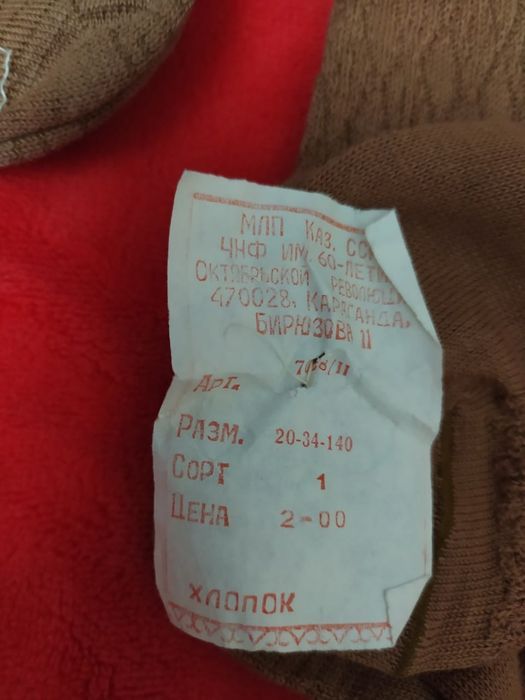 МЛП КАЗ. ССР
ЧНФ ИМ. 60-ЛЕТИЯ
ОКТЯБРЬСКОЙ РЕВОЛЮЦИИ
470028, КАРАГАНДА,
БИРЮЗОВА 11
АРТ.
РАЗМ. 20-34-140
СОРТ 1
ЦЕНА 2-00
ХЛОПОК